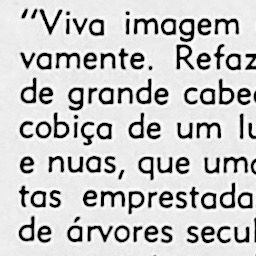 “Viva imagem
vamente. Refaz
de grande cabe
cobiça de um lu
e nuas, que uma
tas emprestada
de árvores secul